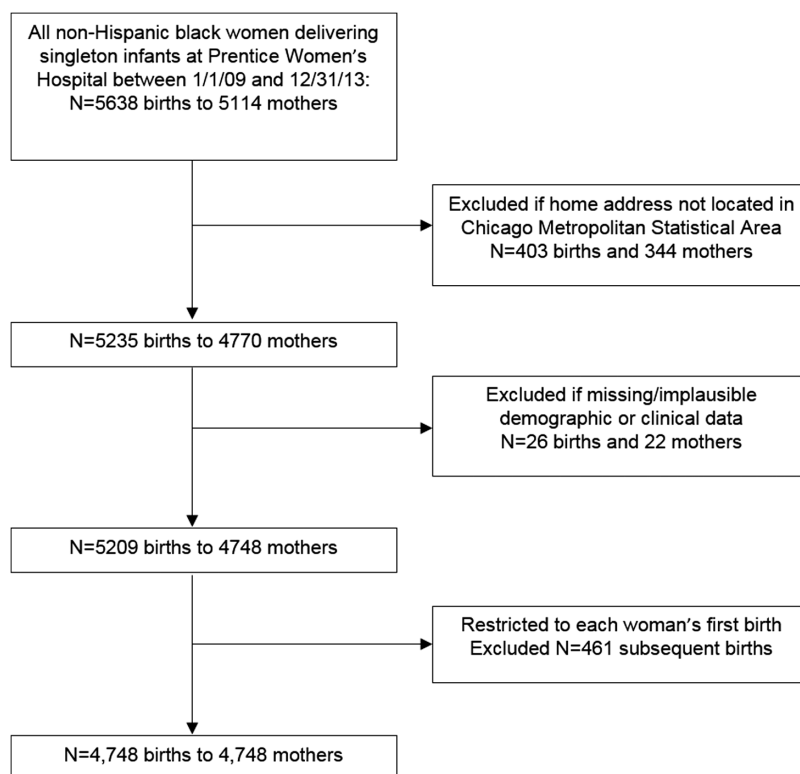 All non-Hispanic black women delivering
singleton infants at Prentice Women's
Hospital between 1/1/09 and 12/31/13:
N=5638 births to 5114 mothers
Excluded if home address not located in
Chicago Metropolitan Statistical Area
N=403 births and 344 mothers
N=5235 births to 4770 mothers
Excluded if missing/implausible
demographic or clinical data
N=26 births and 22 mothers
N=5209 births to 4748 mothers
Restricted to each woman's first birth
Excluded N=461 subsequent births
N=4,748 births to 4,748 mothers